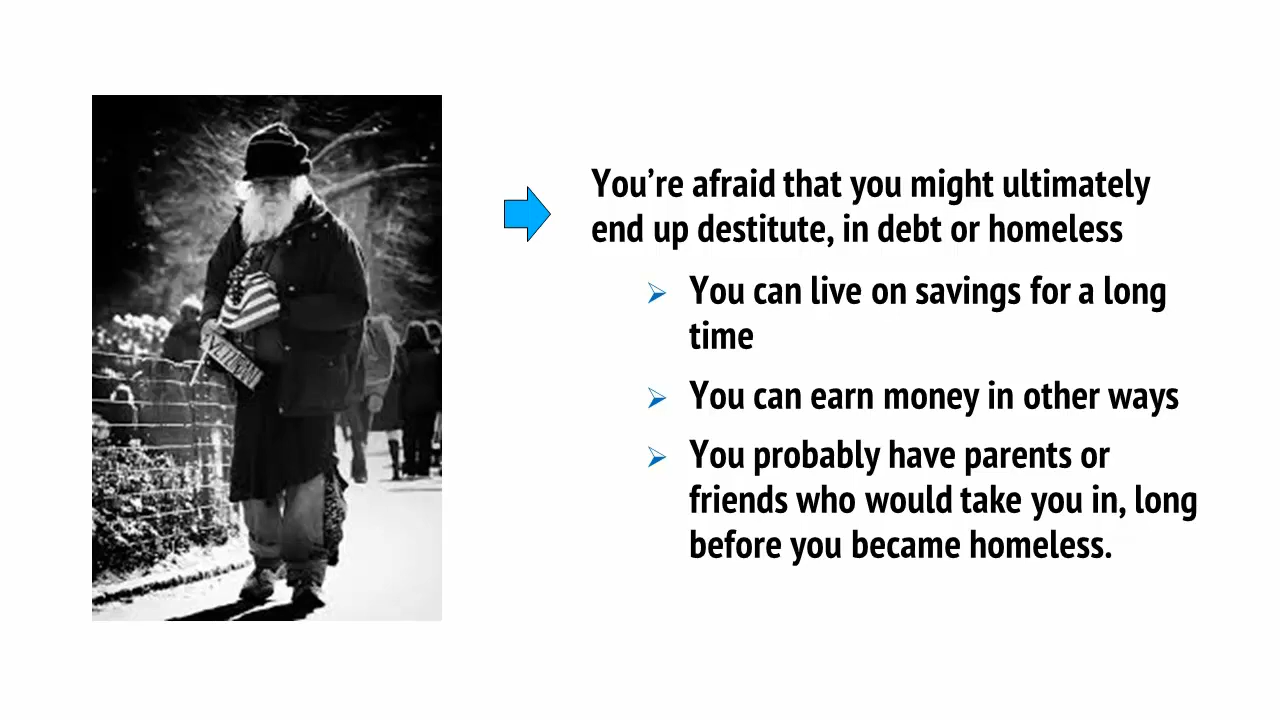 You're afraid that you might ultimately
end up destitute, in debt or homeless
You can live on savings for a long
time
You can earn money in other ways
You probably have parents or
friends who would take you in, long
before you became homeless.